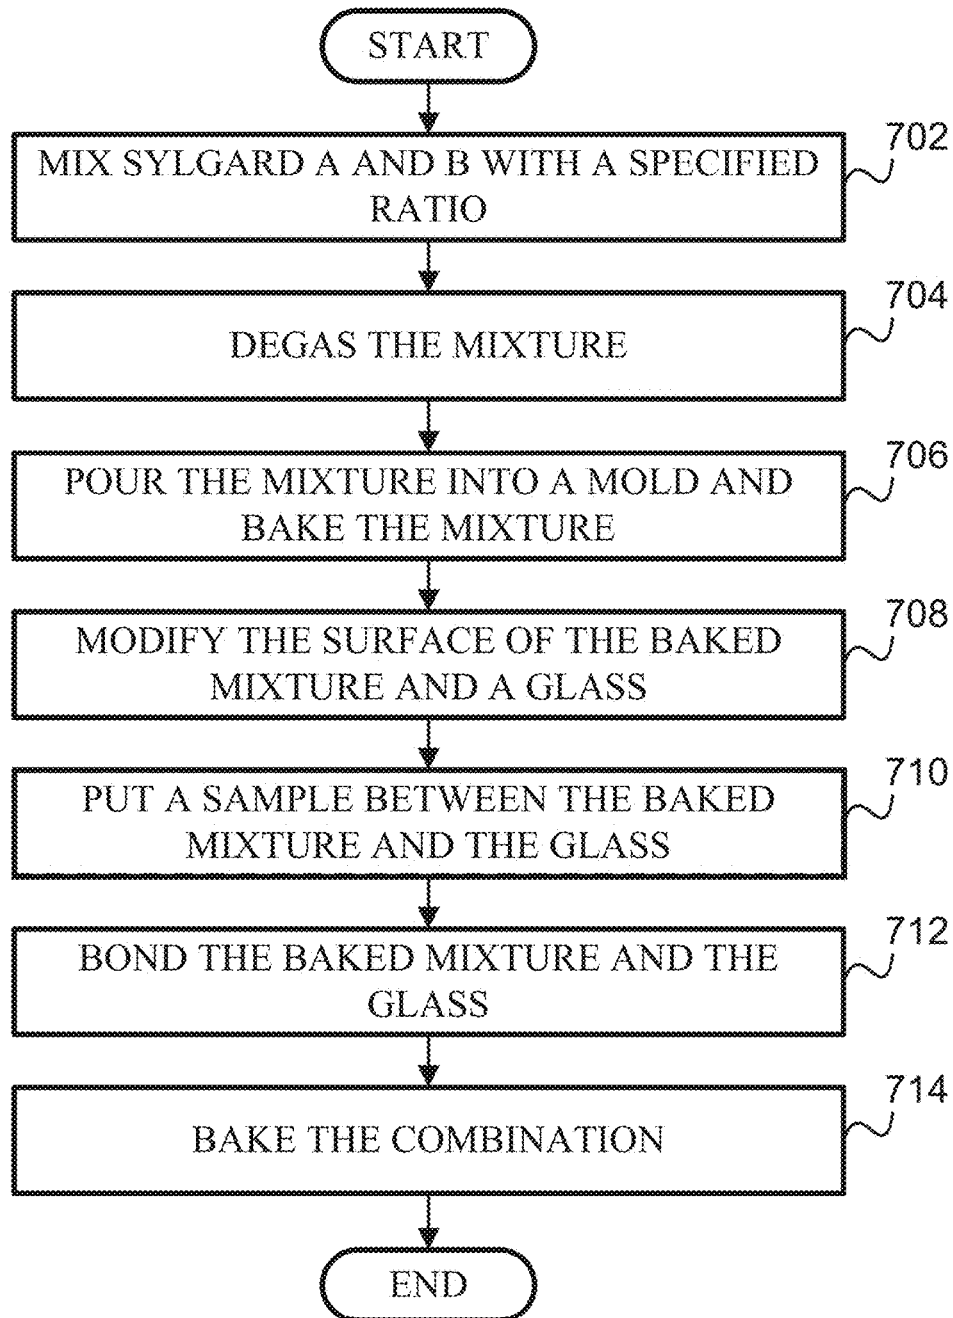 START
702
MIX SYLGARD A AND B WITH A SPECIFIED
RATIO
704
DEGAS THE MIXTURE
706
POUR THE MIXTURE INTO A MOLD AND
BAKE THE MIXTURE
708
MODIFY THE SURFACE OF THE BAKED
MIXTURE AND A GLASS
710
PUT A SAMPLE BETWEEN THE BAKED
MIXTURE AND THE GLASS
712
BOND THE BAKED MIXTURE AND THE
GLASS
714
BAKE THE COMBINATION
END